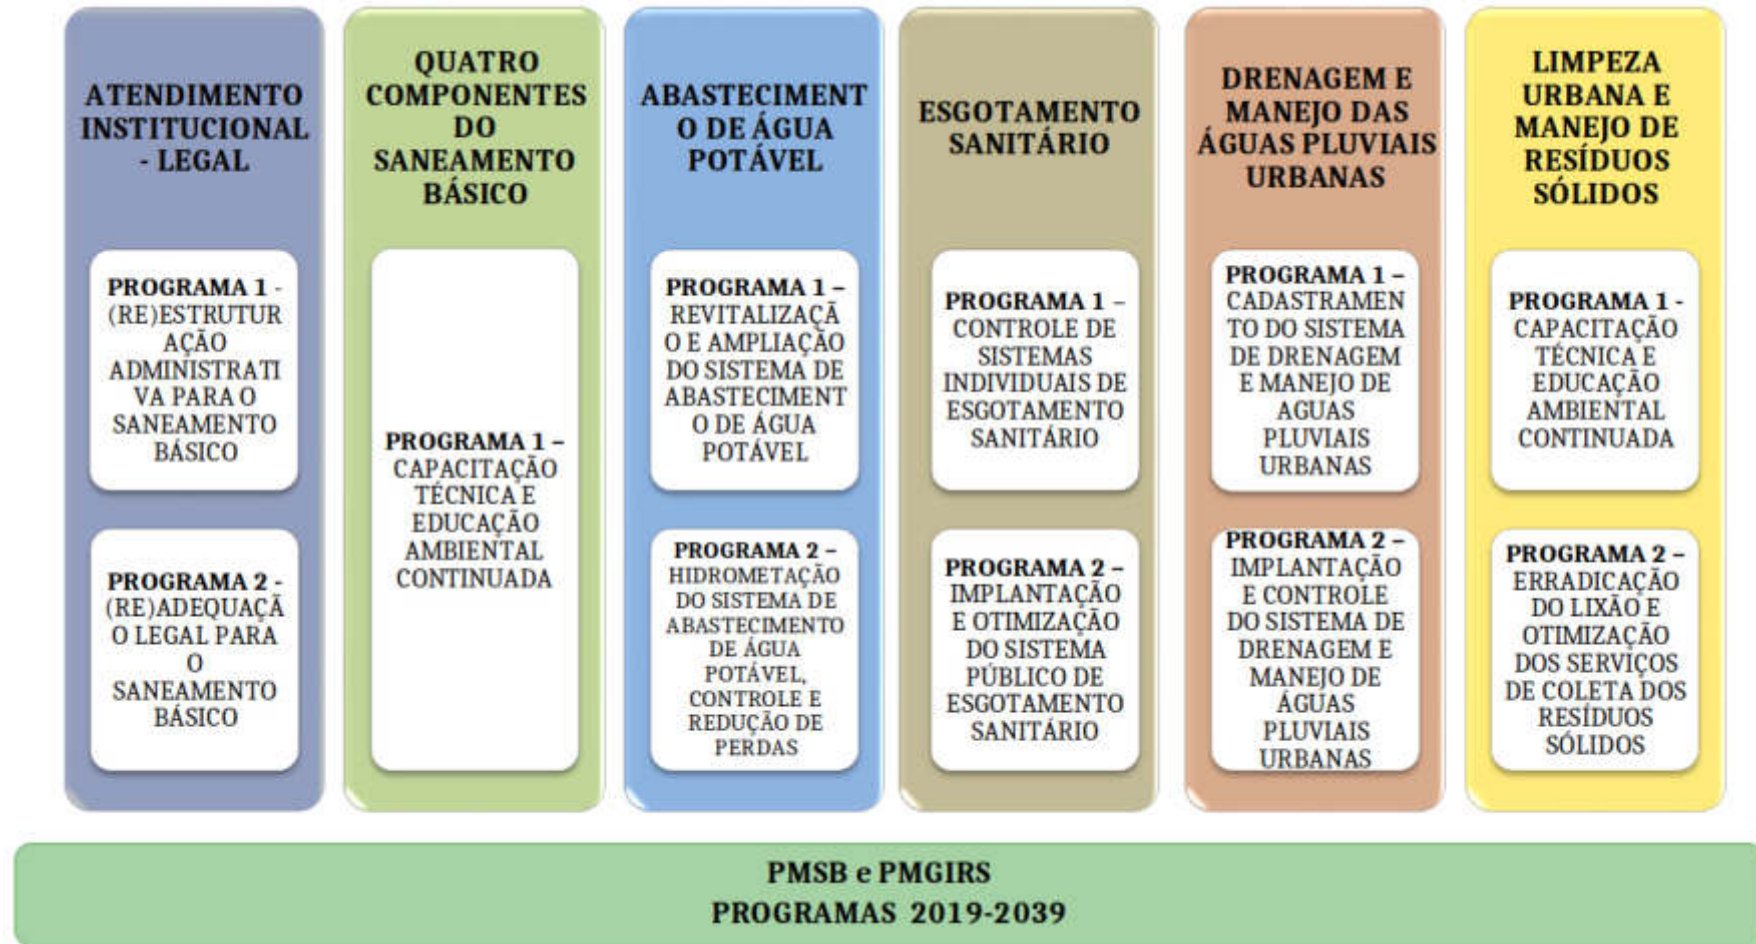 ATENDIMENTO
INSTITUCIONAL
- LEGAL
PROGRAMA 1 -
(RE)ESTRUTUR
AÇÃO
ADMINISTRATI
VA PARA O
SANEAMENTO
BÁSICO
PROGRAMA 2 -
(RE)ADEQUAÇÃ
O LEGAL PARA
O
SANEAMENTO
BÁSICO
QUATRO
COMPONENTES
DO
SANEAMENTO
BÁSICO
PROGRAMA 1 –
CAPACITAÇÃO
TÉCNICA E
EDUCAÇÃO
AMBIENTAL
CONTINUADA
ABASTECIMENT
O DE ÁGUA
POTÁVEL
PROGRAMA 1 –
REVITALIZAÇÃ
O E AMPLIAÇÃO
DO SISTEMA DE
ABASTECIMENT
O DE ÁGUA
POTÁVEL
PROGRAMA 2 –
HIDROMETAÇÃO
DO SISTEMA DE
ABASTECIMENTO
DE ÁGUA
POTÁVEL,
CONTROLE E
REDUÇÃO DE
PERDAS
ESGOTAMENTO
SANITÁRIO
PROGRAMA 1 –
CONTROLE DE
SISTEMAS
INDIVIDUAIS DE
ESGOTAMENTO
SANITÁRIO
PROGRAMA 2 –
IMPLANTAÇÃO
E OTIMIZAÇÃO
DO SISTEMA
PÚBLICO DE
ESGOTAMENTO
SANITÁRIO
DRENAGEM E
MANEJO DAS
ÁGUAS PLUVIAIS
URBANAS
PROGRAMA 1 –
CADASTRAMEN
TO DO SISTEMA
DE DRENAGEM
E MANEJO DE
AGUAS
PLUVIAIS
URBANAS
PROGRAMA 2 –
IMPLANTAÇÃO
E CONTROLE
DO SISTEMA DE
DRENAGEM E
MANEJO DE
ÁGUAS
PLUVIAIS
URBANAS
LIMPEZA
URBANA E
MANEJO DE
RESÍDUOS
SÓLIDOS
PROGRAMA 1 -
CAPACITAÇÃO
TÉCNICA E
EDUCAÇÃO
AMBIENTAL
CONTINUADA
PROGRAMA 2 –
ERRADICAÇÃO
DO LIXÃO E
OTIMIZAÇÃO
DOS SERVIÇOS
DE COLETA DOS
RESÍDUOS
SÓLIDOS
PMSB e PMGIRS
PROGRAMAS 2019-2039